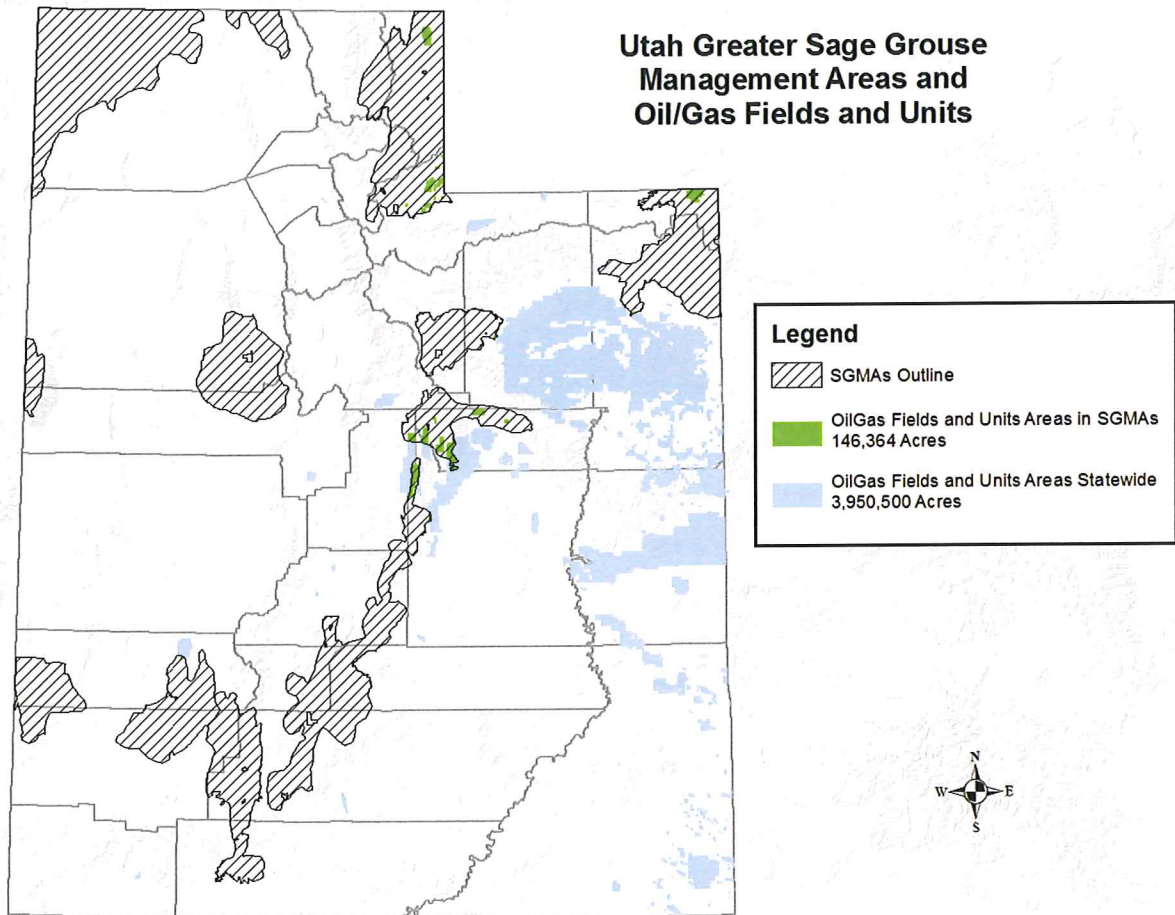 Utah Greater Sage Grouse
Management Areas and
Oil/Gas Fields and Units
Legend
SGMAs Outline
OilGas Fields and Units Areas in SGMAs
146,364 Acres
OilGas Fields and Units Areas Statewide
3,950,500 Acres
N
W E
S